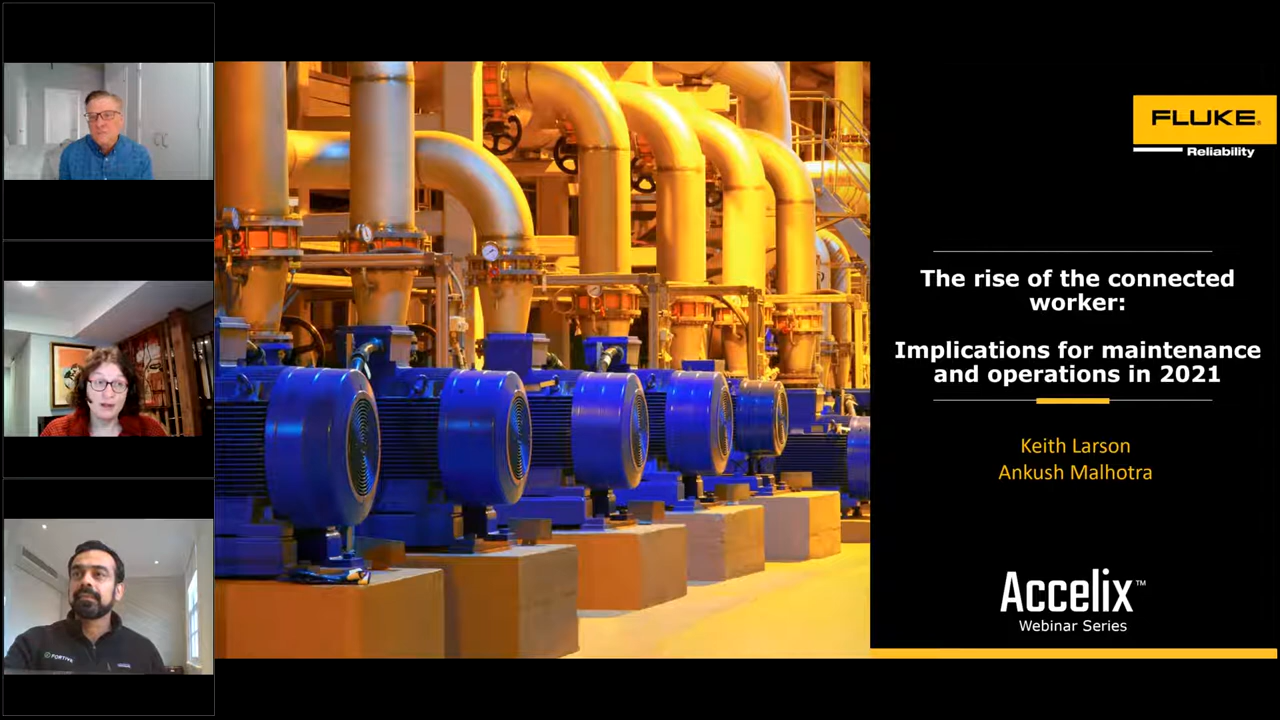 FLUKE®
Reliability
The rise of the connected
worker:
Implications for maintenance
and operations in 2021
Keith Larson
Ankush Malhotra
Accelix™
Webinar Series
FORTIVE